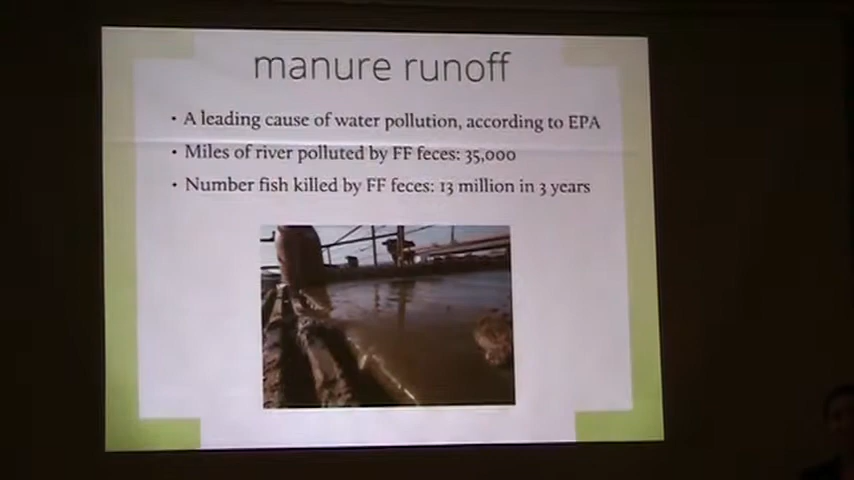 manure runoff
• A leading cause of water pollution, according to EPA
• Miles of river polluted by FF feces: 35,000
• Number fish killed by FF feces: 13 million in 3 years